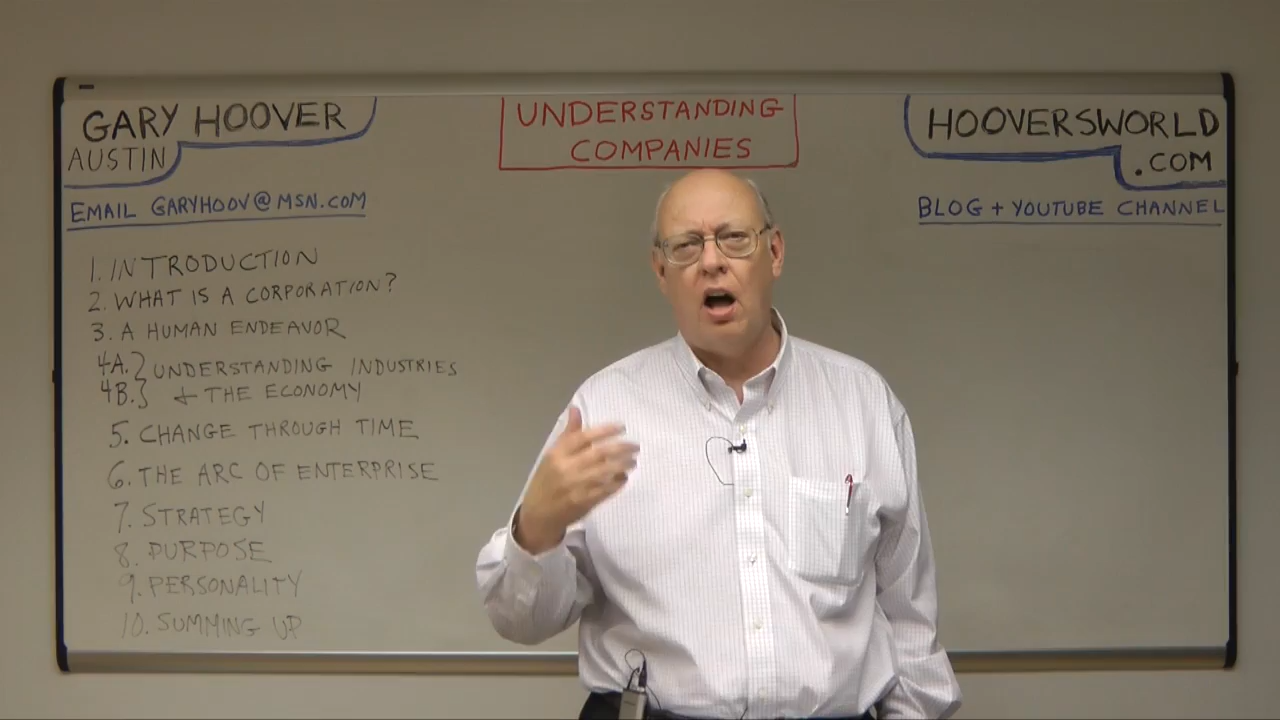 GARY HOOVER
AUSTIN
EMAIL GARYHOOV@MSN.COM
UNDERSTANDING
COMPANIES
HOOVERSWORLD
.COM
BLOG + YOUTUBE CHANNEL
1. INTRODUCTION
2. WHAT IS A CORPORATION?
3. A HUMAN ENDEAVOR
4A. } UNDERSTANDING INDUSTRIES
4B. } + THE ECONOMY
5. CHANGE THROUGH TIME
6. THE ARC OF ENTERPRISE
7. STRATEGY
8. PURPOSE
9. PERSONALITY
10. SUMMING UP